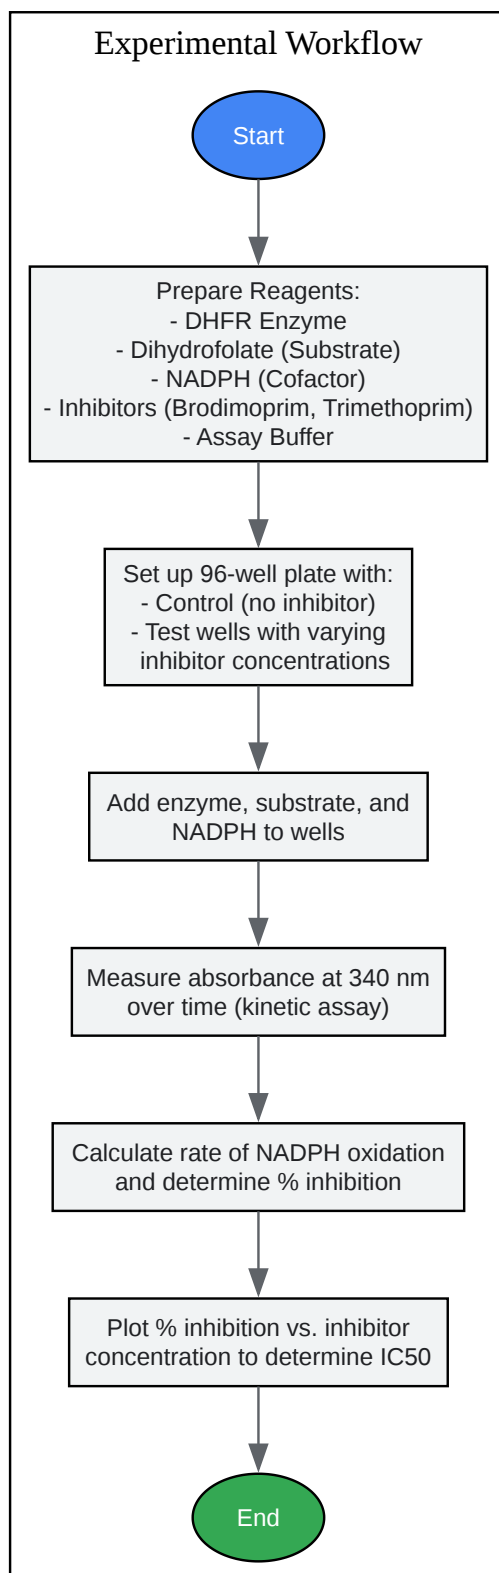 Experimental Workflow
Start
Prepare Reagents:
- DHFR Enzyme
- Dihydrofolate (Substrate)
- NADPH (Cofactor)
- Inhibitors (Brodimoprim, Trimethoprim)
- Assay Buffer
Set up 96-well plate with:
- Control (no inhibitor)
- Test wells with varying
inhibitor concentrations
Add enzyme, substrate, and
NADPH to wells
Measure absorbance at 340 nm
over time (kinetic assay)
Calculate rate of NADPH oxidation
and determine % inhibition
Plot % inhibition vs. inhibitor
concentration to determine IC50
End